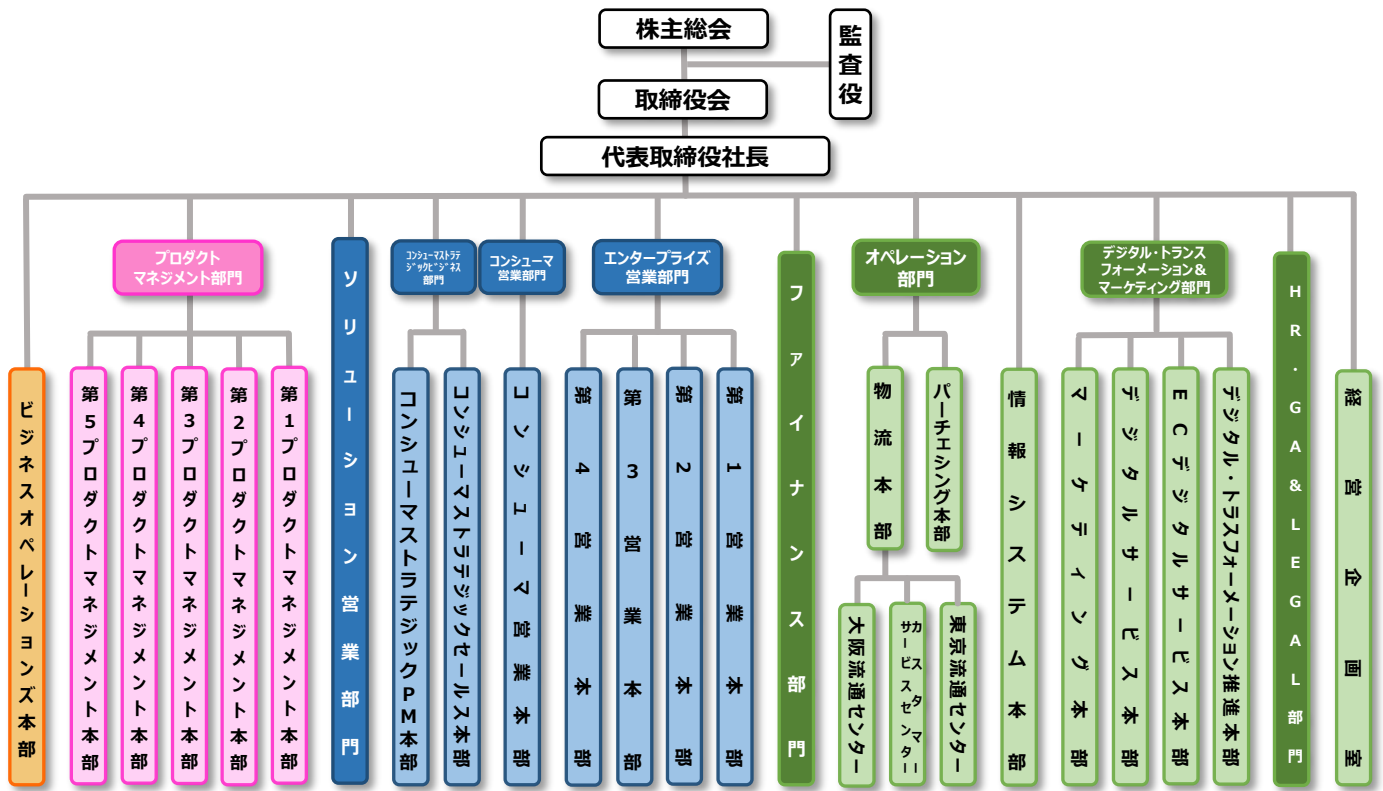 株主総会
監査役
取締役会
代表取締役社長
プロダクト
マネジメント部門
ソリューション営業部門
コンシューマストラテ
ジックビジネス
部門
コンシューマ
営業部門
エンタープライズ
営業部門
ファイナンス部門
オペレーション
部門
デジタル・トランス
フォーメーション&
マーケティング部門
HR・GA&LEGAL部門
ビジネスオペレーションズ本部
第5プロダクトマネジメント本部
第4プロダクトマネジメント本部
第3プロダクトマネジメント本部
第2プロダクトマネジメント本部
第1プロダクトマネジメント本部
コンシューマストラテジックPM本部
コンシューマストラテジックセールス本部
コンシューマ営業本部
第4営業本部
第3営業本部
第2営業本部
第1営業本部
物流本部
パーチェシング本部
情報システム本部
マーケティング本部
デジタルサービス本部
ECデジタルサービス本部
デジタル・トラスフォーメーション推進本部
経営企画室
大阪流通センター
カスタマー
サービスセンター
東京流通センター